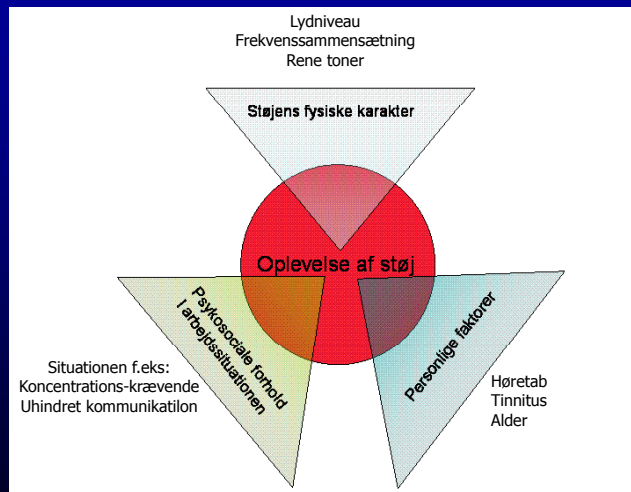 Lydniveau
Frekvenssammensætning
Rene toner
Støjens fysiske karakter
Oplevelse af støj
Psykosociale forhold
I arbejdssituationen
Personlige faktorer
Situationen f.eks:
Koncentrations-krævende
Uhindret kommunikatilon
Høretab
Tinnitus
Alder